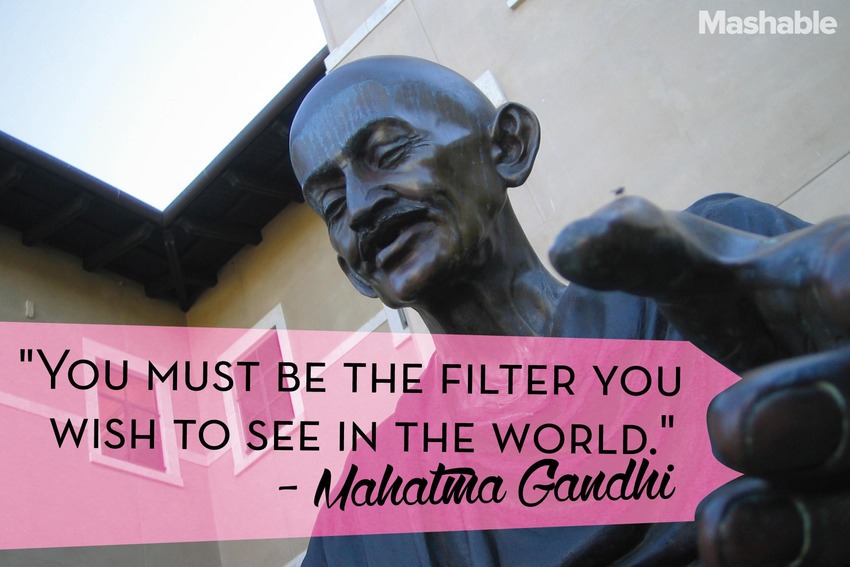 Mashable
"You must be the filter you
wish to see in the world."
- Mahatma Gandhi